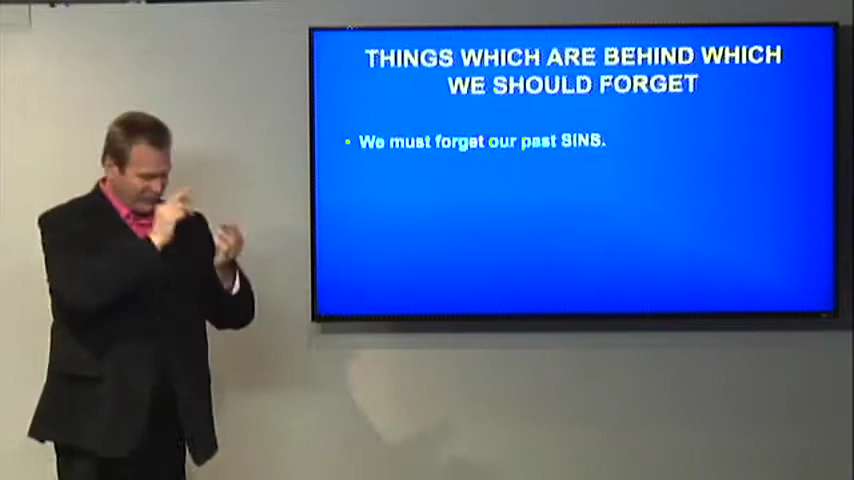 THINGS WHICH ARE BEHIND WHICH
WE SHOULD FORGET
• We must forget our past SINS.